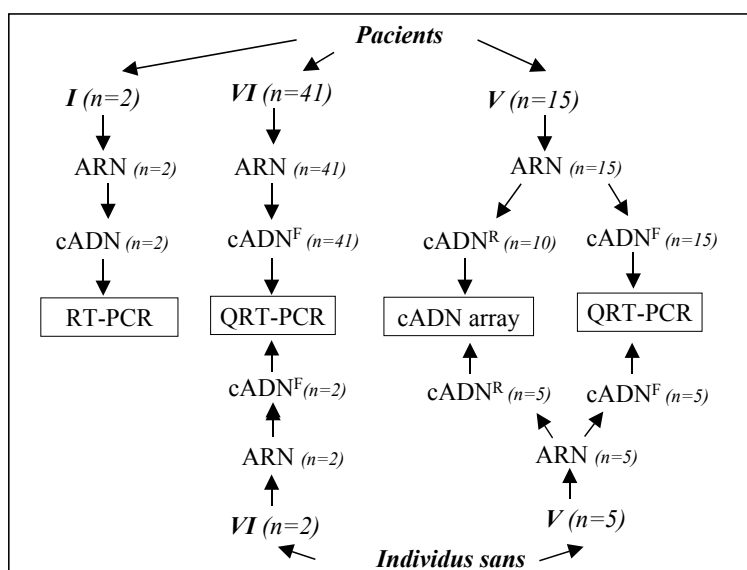 Pacients
I (n=2) VI (n=41) V (n=15)
ARN (n=2) ARN (n=41) ARN (n=15)
cADN (n=2) cADNF (n=41) cADNR (n=10) cADNF (n=15)
RT-PCR QRT-PCR cADN array QRT-PCR
cADNF (n=2) cADNR (n=5) cADNF (n=5)
ARN (n=2) ARN (n=5)
VI (n=2) V (n=5)
Individus sans